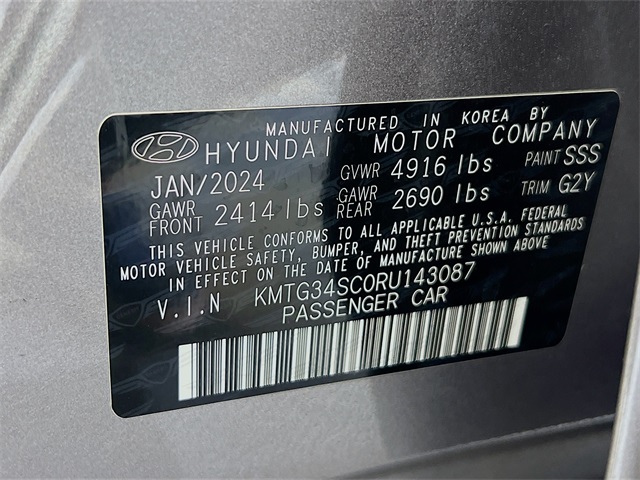 MANUFACTURED IN KOREA BY
HYUNDAI MOTOR COMPANY
JAN/2024 GVWR 4916 lbs PAINT SSS
GAWR FRONT 2414 lbs GAWR REAR 2690 lbs TRIM G2Y
THIS VEHICLE CONFORMS TO ALL APPLICABLE U.S.A. FEDERAL
MOTOR VEHICLE SAFETY, BUMPER, AND THEFT PREVENTION STANDARDS
IN EFFECT ON THE DATE OF MANUFACTURE SHOWN ABOVE
V.I.N KMTG34SC0RU143087
PASSENGER CAR